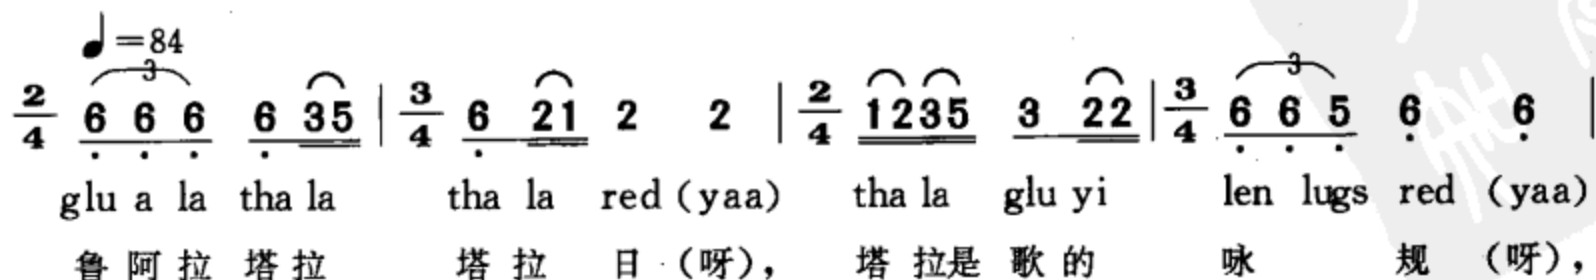 ♩=84
3 3
2/4 6 6 6 6 35 | 3/4 6 21 2 2 | 2/4 1235 3 22 | 3/4 6 6 5 6 6 |
glu a la tha la tha la red (yaa) tha la glu yi len lugs red (yaa)
鲁 阿 拉 塔 拉 塔 拉 日 (呀), 塔 拉是 歌 的 咏 规 (呀),